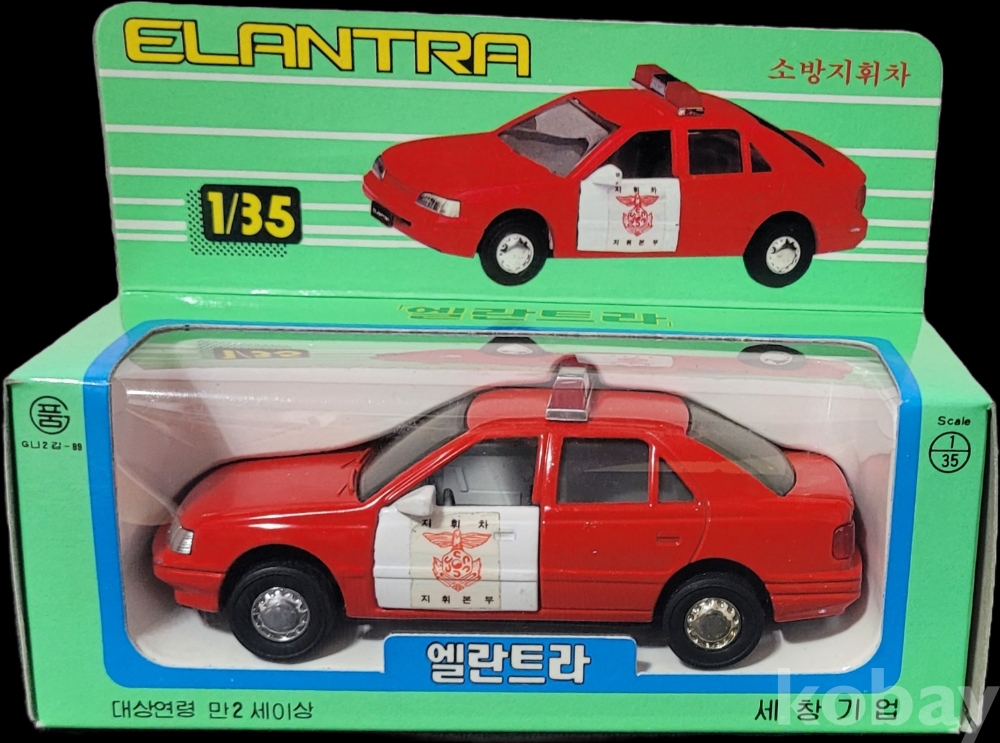 ELANTRA
소방지휘차
1/35
지 휘 차
지휘본부
「엘란트라」
1/35
품
Scale
1
35
지 휘 차
지휘본부
엘란트라
대상연령 만2세이상
세창기업
kobay